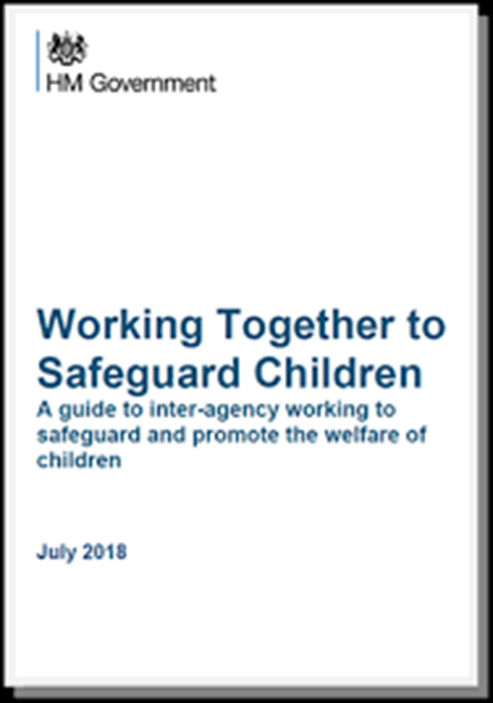 HM Government
Working Together to
Safeguard Children
A guide to inter-agency working to
safeguard and promote the welfare of
children
July 2018